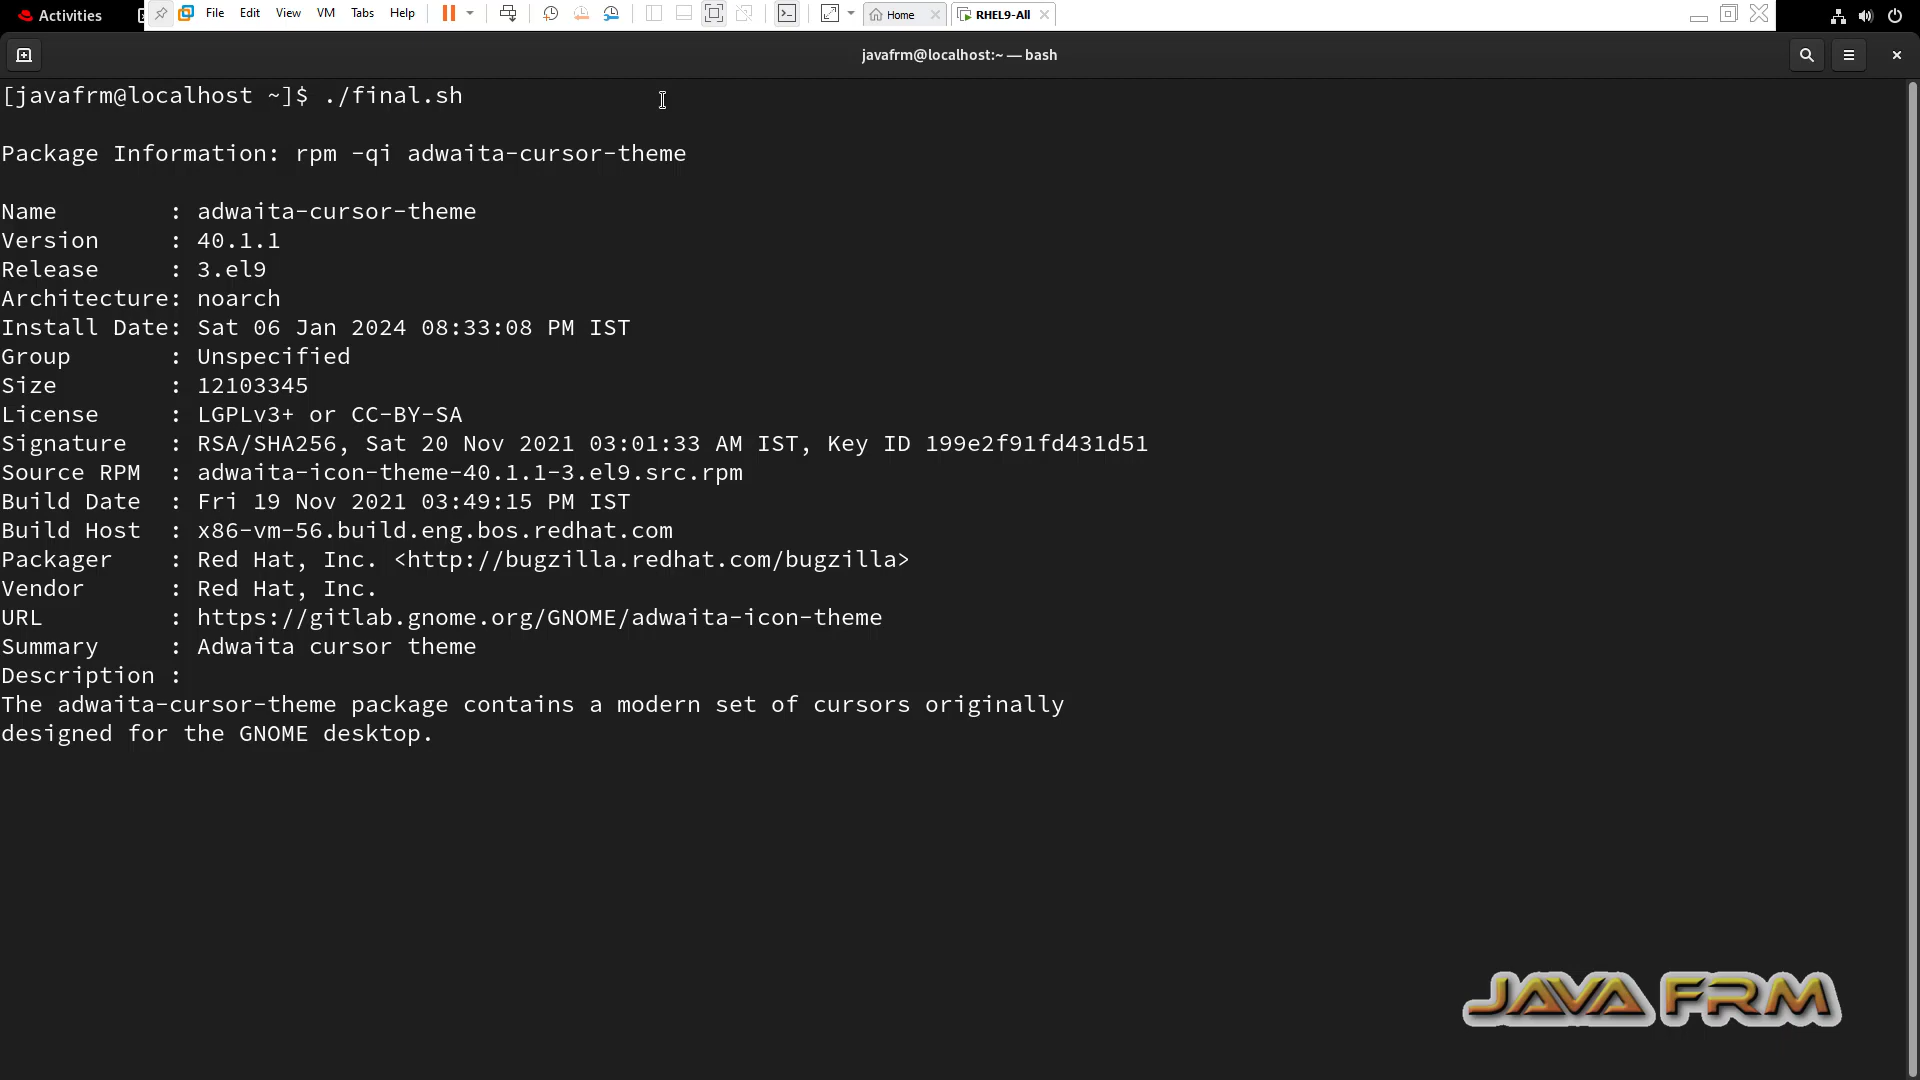 Activities File Edit View VM Tabs Help Home RHEL9-All
javafrm@localhost:~ — bash
[javafrm@localhost ~]$ ./final.sh
Package Information: rpm -qi adwaita-cursor-theme
Name        : adwaita-cursor-theme
Version     : 40.1.1
Release     : 3.el9
Architecture: noarch
Install Date: Sat 06 Jan 2024 08:33:08 PM IST
Group       : Unspecified
Size        : 12103345
License     : LGPLv3+ or CC-BY-SA
Signature   : RSA/SHA256, Sat 20 Nov 2021 03:01:33 AM IST, Key ID 199e2f91fd431d51
Source RPM  : adwaita-icon-theme-40.1.1-3.el9.src.rpm
Build Date  : Fri 19 Nov 2021 03:49:15 PM IST
Build Host  : x86-vm-56.build.eng.bos.redhat.com
Packager    : Red Hat, Inc. <http://bugzilla.redhat.com/bugzilla>
Vendor      : Red Hat, Inc.
URL         : https://gitlab.gnome.org/GNOME/adwaita-icon-theme
Summary     : Adwaita cursor theme
Description :
The adwaita-cursor-theme package contains a modern set of cursors originally
designed for the GNOME desktop.
JAVA FRM